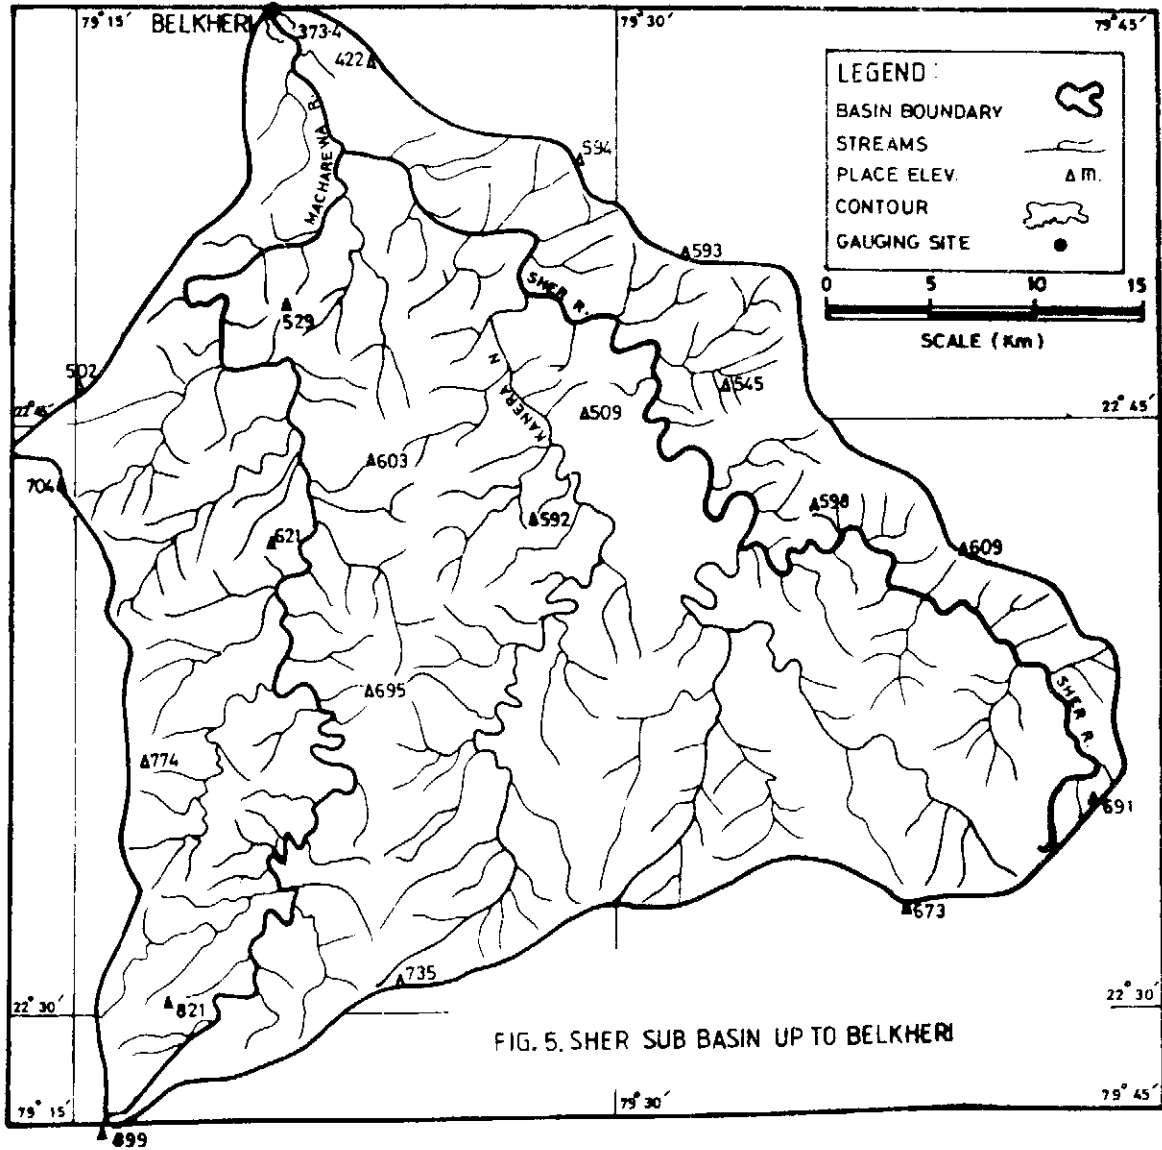 79°15′
BELKHERI
373·4
422
79°30′
79°45′
LEGEND :
BASIN BOUNDARY
STREAMS
PLACE ELEV. Δ m.
CONTOUR
GAUGING SITE
0 5 10 15
SCALE (Km)
MACHAREWA R.
594
593
SHER R.
529
502
545
KANERA N
509
22°45′
22°45′
603
704
598
592
621
609
695
SHER R.
774
691
673
735
821
22°30′
22°30′
FIG. 5. SHER SUB BASIN UP TO BELKHERI
79°15′
79°30′
79°45′
899